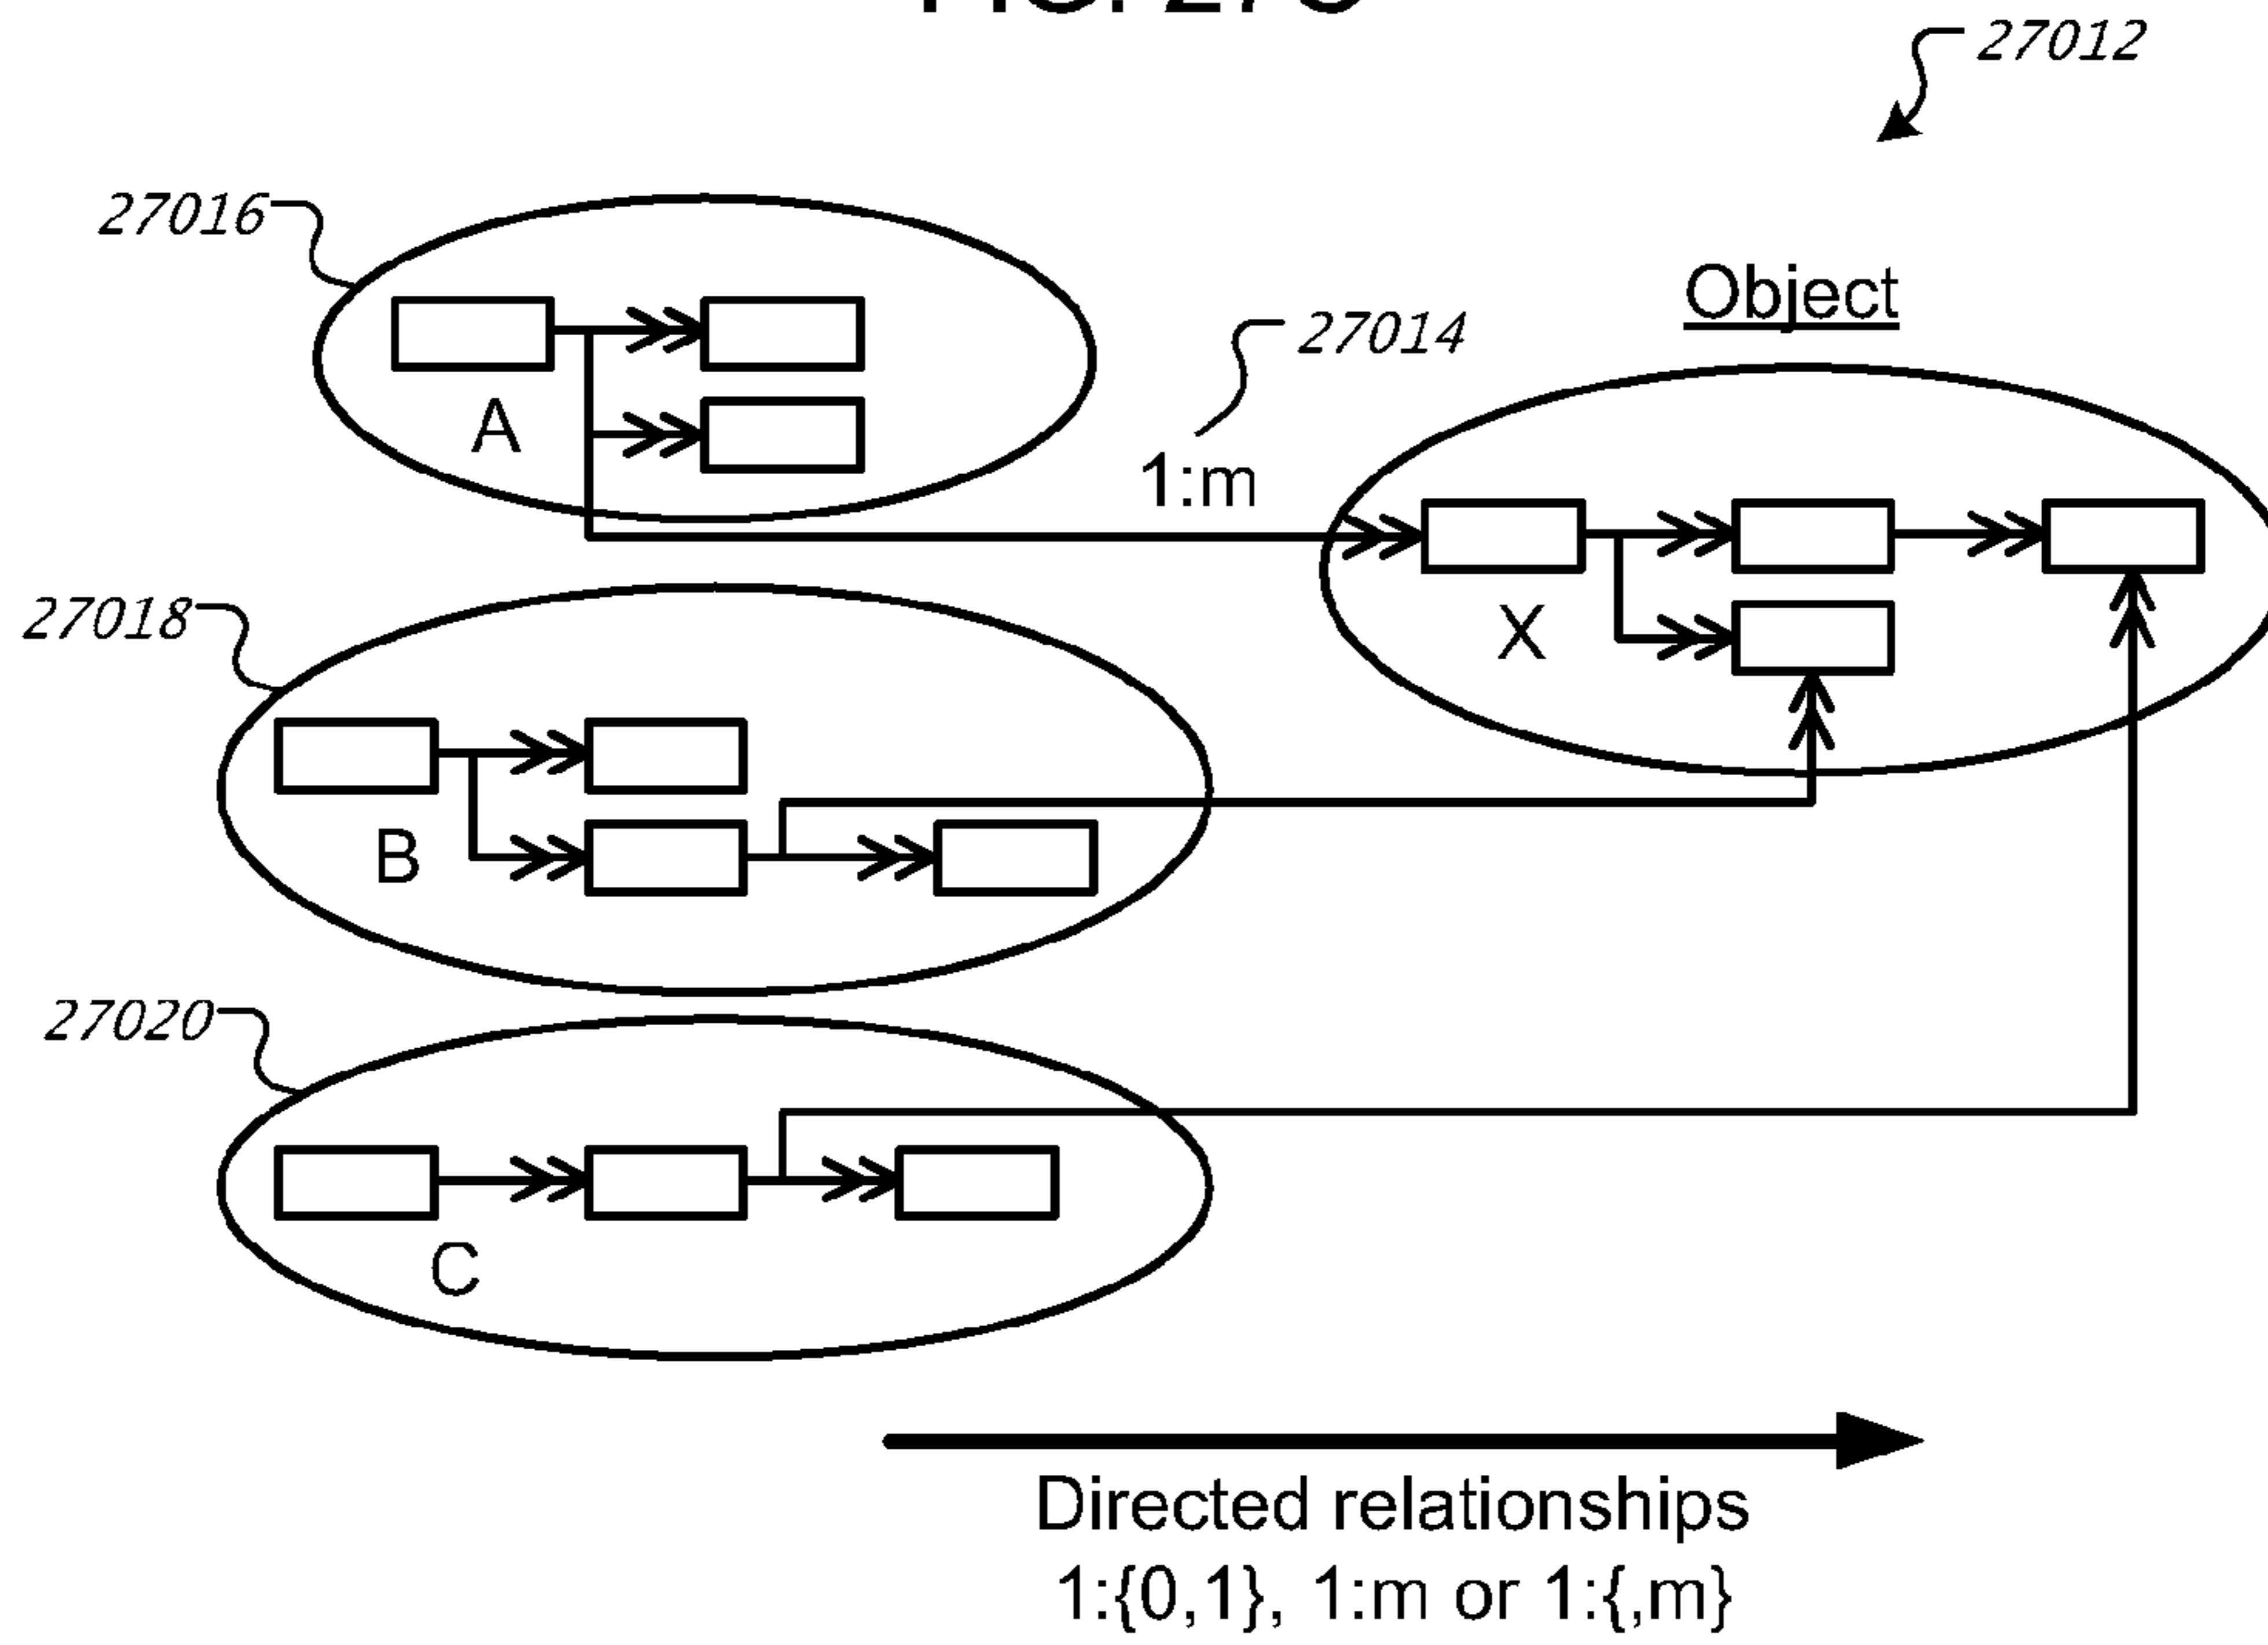 27012
27016
Object
27014
A
1:m
X
27018
B
27020
C
Directed relationships
1:{0,1}, 1:m or 1:{,m}